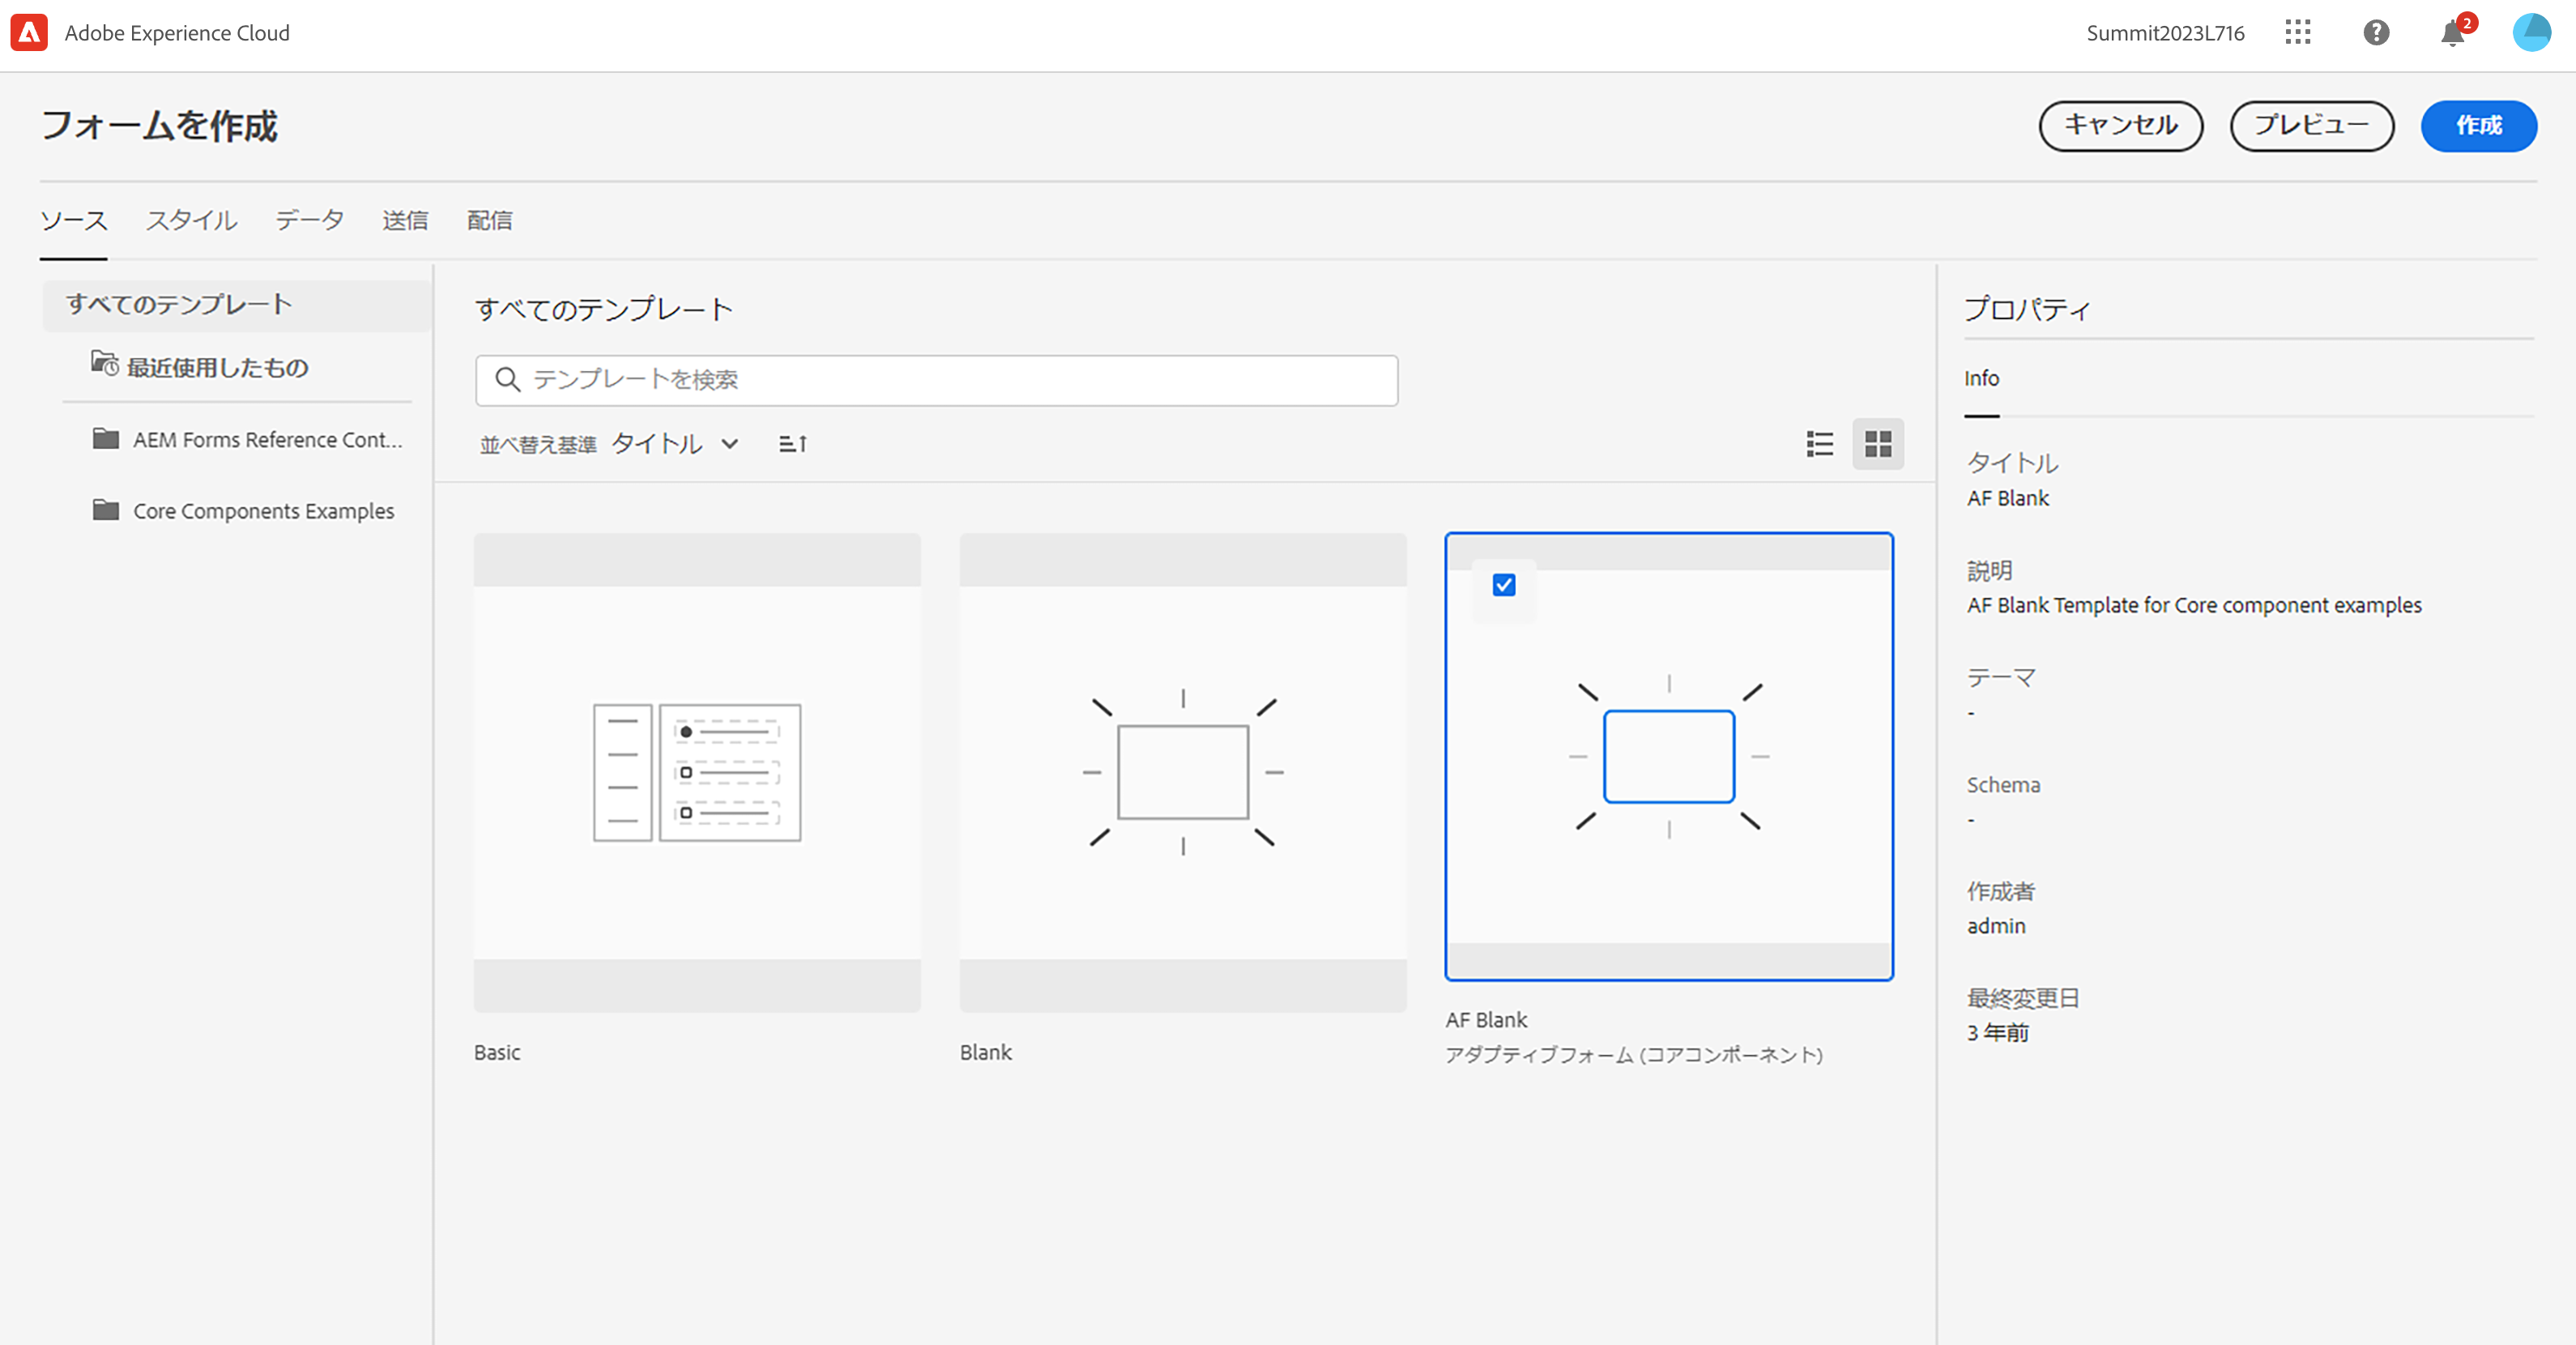 Adobe Experience Cloud
Summit2023L716
2
フォームを作成
キャンセル
プレビュー
作成
ソース
スタイル
データ
送信
配信
すべてのテンプレート
最近使用したもの
AEM Forms Reference Cont...
Core Components Examples
すべてのテンプレート
テンプレートを検索
並べ替え基準 タイトル
Basic
Blank
AF Blank
アダプティブフォーム (コアコンポーネント)
プロパティ
Info
タイトル
AF Blank
説明
AF Blank Template for Core component examples
テーマ
-
Schema
-
作成者
admin
最終変更日
3 年前